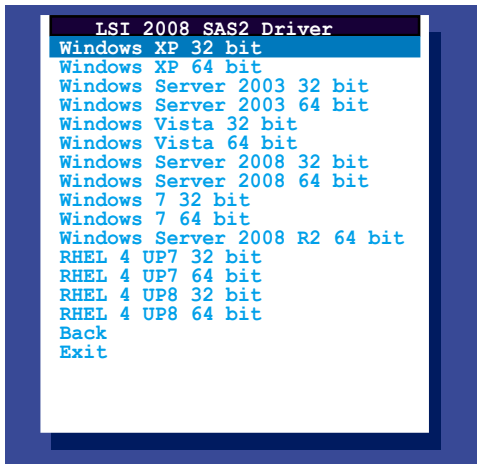 LSI 2008 SAS2 Driver
Windows XP 32 bit
Windows XP 64 bit
Windows Server 2003 32 bit
Windows Server 2003 64 bit
Windows Vista 32 bit
Windows Vista 64 bit
Windows Server 2008 32 bit
Windows Server 2008 64 bit
Windows 7 32 bit
Windows 7 64 bit
Windows Server 2008 R2 64 bit
RHEL 4 UP7 32 bit
RHEL 4 UP7 64 bit
RHEL 4 UP8 32 bit
RHEL 4 UP8 64 bit
Back
Exit